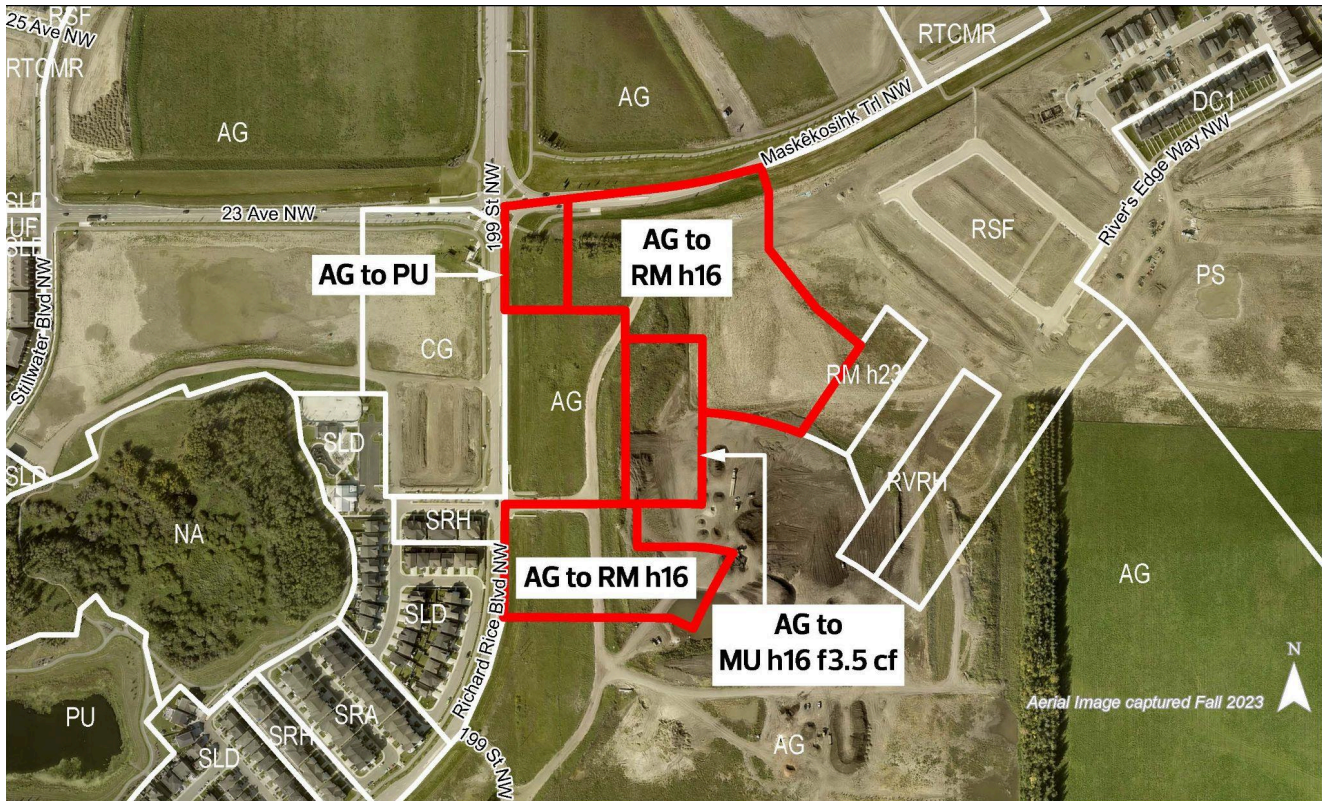 25 Ave NW
RSF
RTCMR
RTCMR
AG
AG
Maskêkosihk Trl NW
DC1
River's Edge Way NW
SLD
UF
SLD
23 Ave NW
199 St NW
AG to
RM h16
RSF
PS
AG to PU
Stillwater Blvd NW
CG
RM h23
AG
SLD
SLD
RVRH
NA
SRH
AG
AG to RM h16
Richard Rice Blvd NW
SLD
AG to
MU h16 f3.5 cf
N
Aerial Image captured Fall 2023
PU
SRA
SRH
SLD
199 St NW
AG